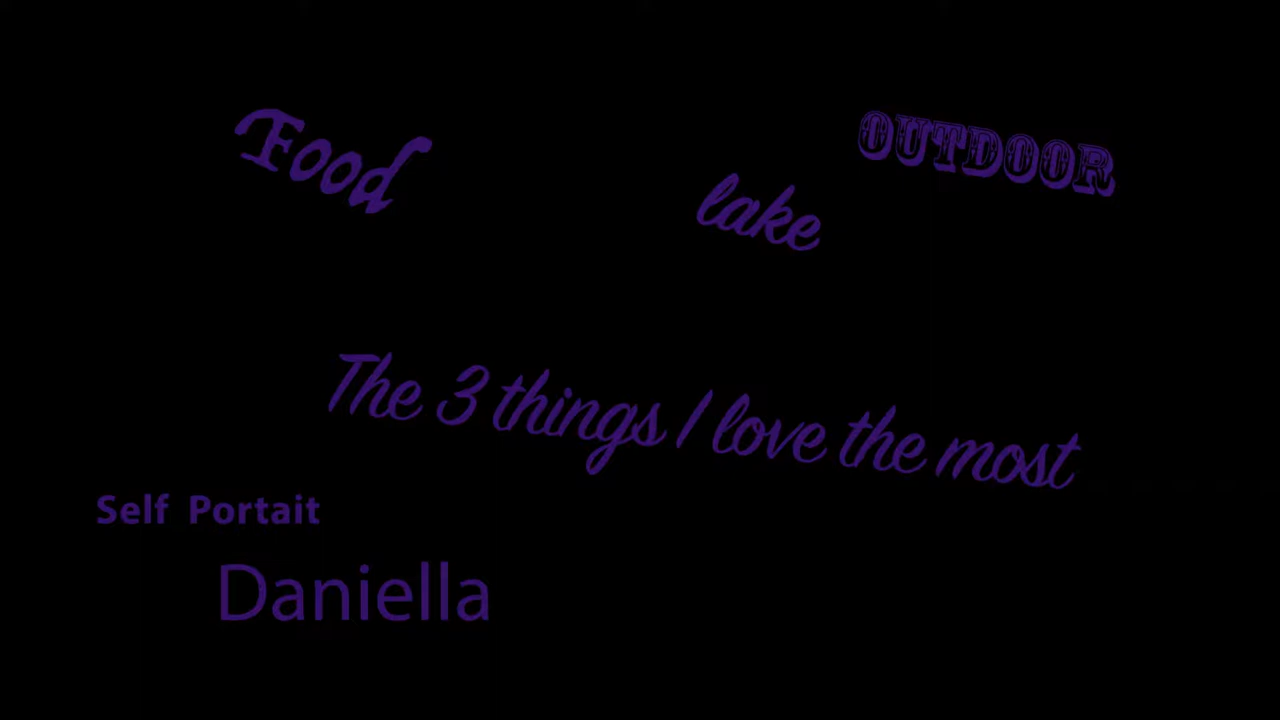 Food
OUTDOOR
lake
The 3 things I love the most
Self Portait
Daniella